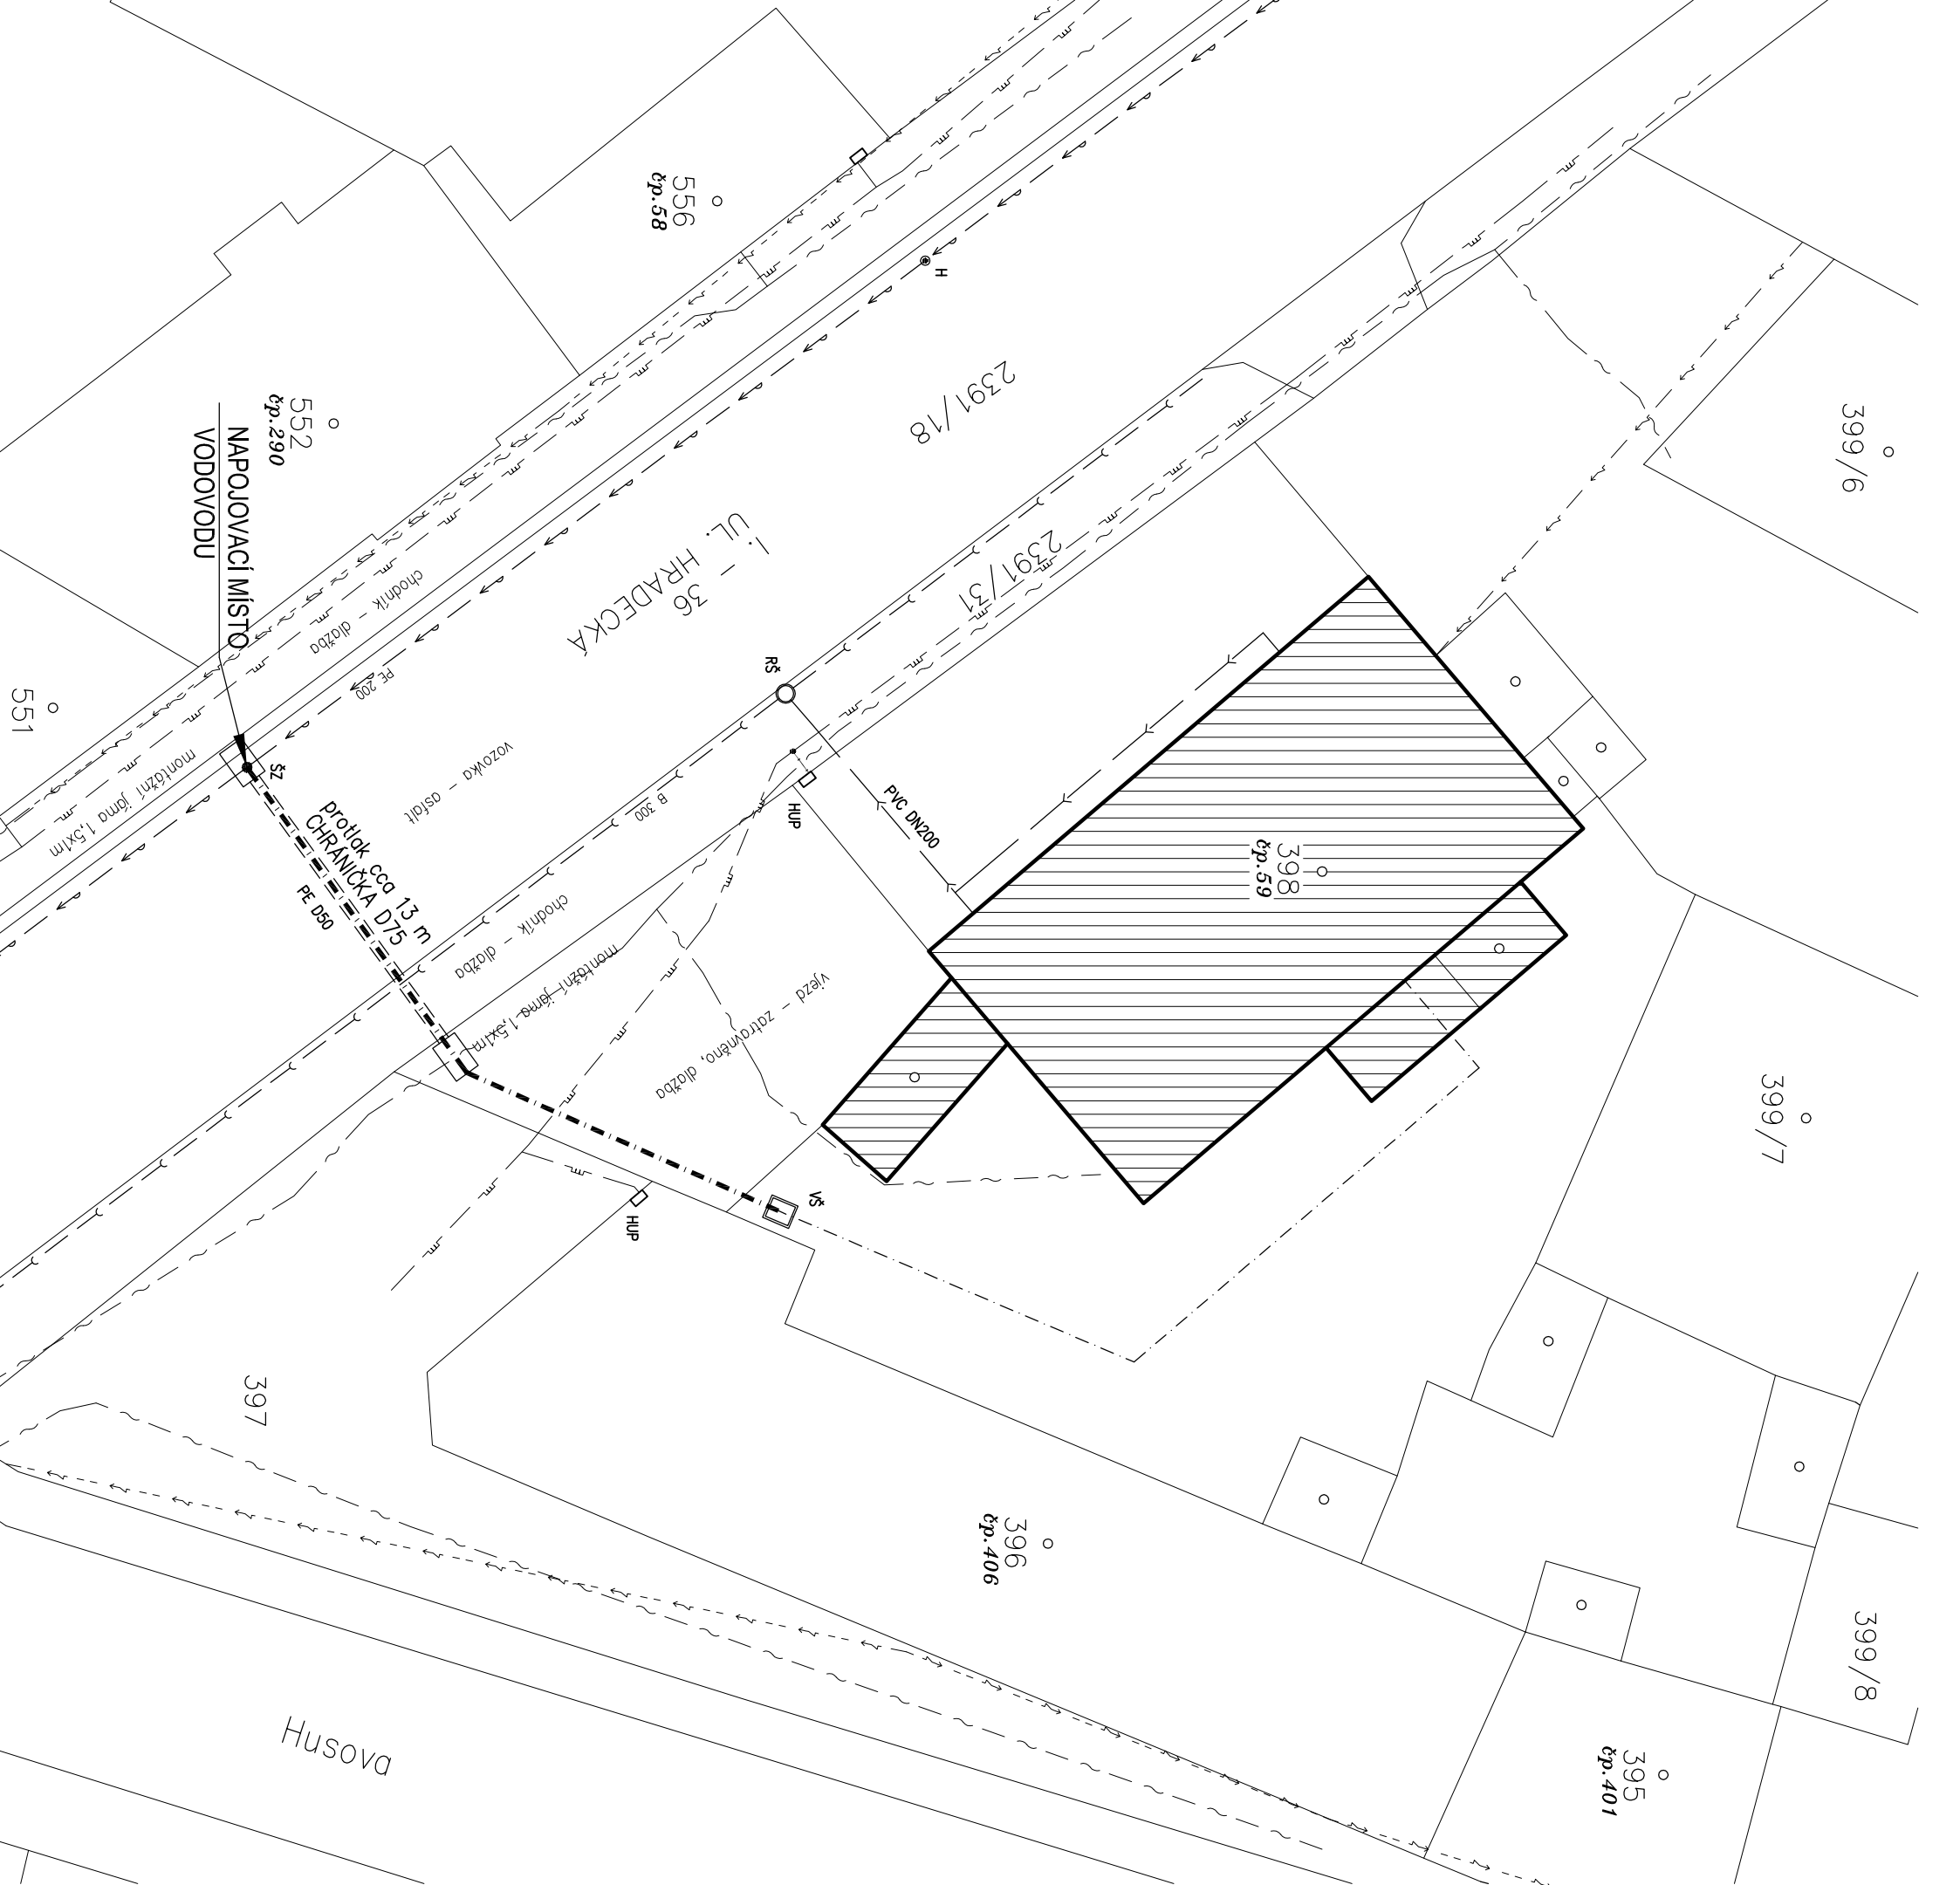 556
čp.58
552
čp.290
NAPOJOVACÍ MÍSTO
VODOVODU
551
H
2391/18
399/6
2391/31
36 –
ÚL. HRADECKÁ
chodník
dlažba
PE 200
RŠ
HUP
PVC DN200
398
čp.59
montážní jáma 1,5x1m
ŠZ
vozovka – asfalt
B 300
protlak cca 13 m
CHRÁNIČKA D75
PE D50
chodník – dlažba
montážní jáma 1,5x1m
vjezd – zatravněno, dlažba
399/7
VŠ
HUP
397
396
čp.406
399/8
395
čp.401
Husova